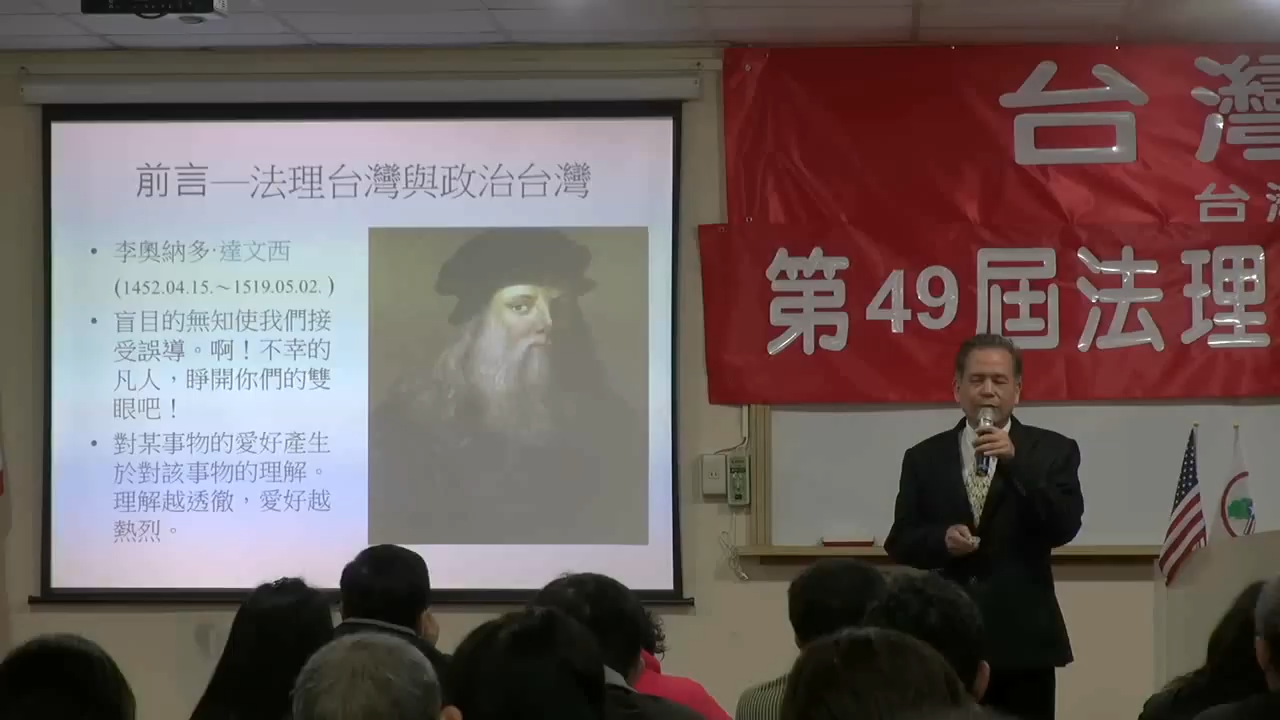 前言—法理台灣與政治台灣
• 李奧納多·達文西
(1452.04.15.～1519.05.02. )
• 盲目的無知使我們接
受誤導。啊！不幸的
凡人，睜開你們的雙
眼吧！
• 對某事物的愛好產生
於對該事物的理解。
理解越透徹，愛好越
熱烈。
台灣
台灣
第49屆法理